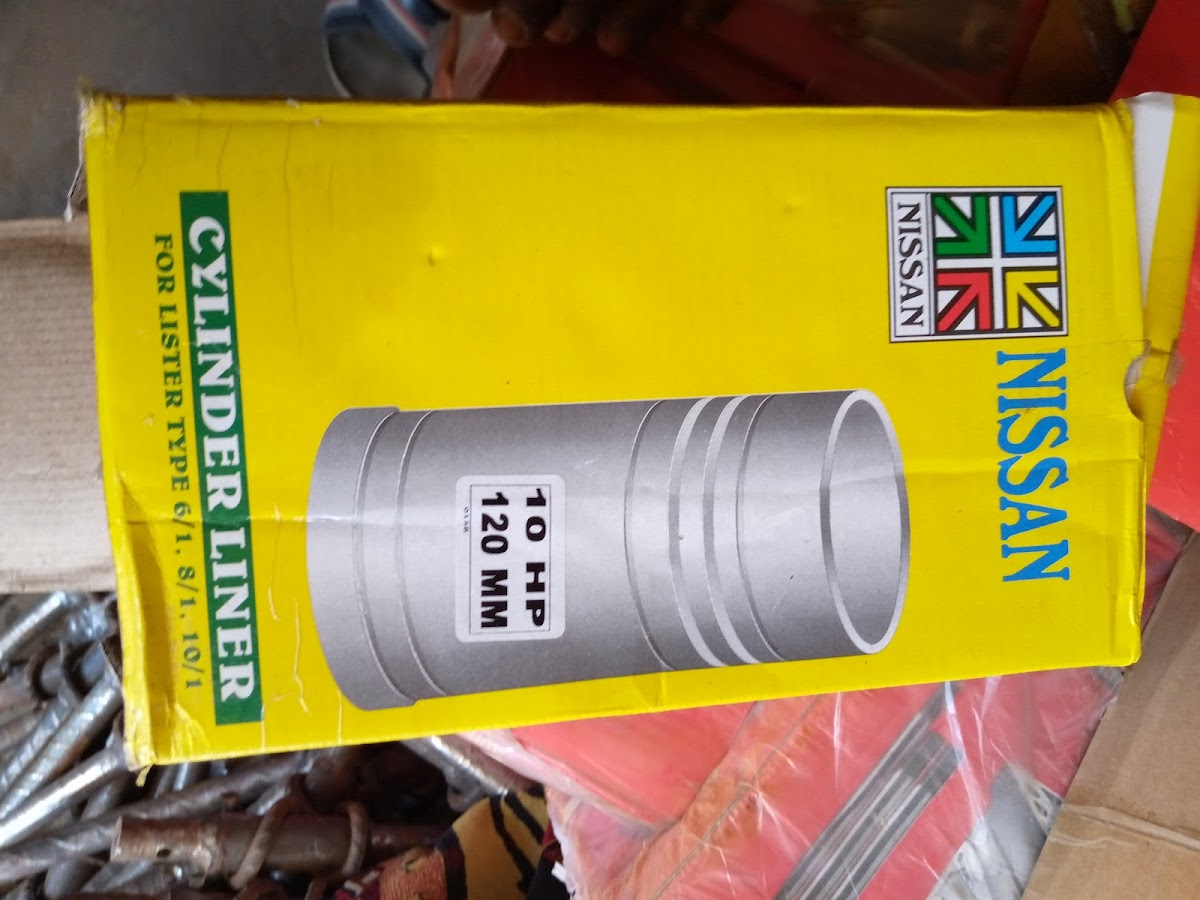 NISSAN
NISSAN
10 HP
120 MM
CYLINDER LINER
FOR LISTER TYPE 6/1, 8/1, 10/1